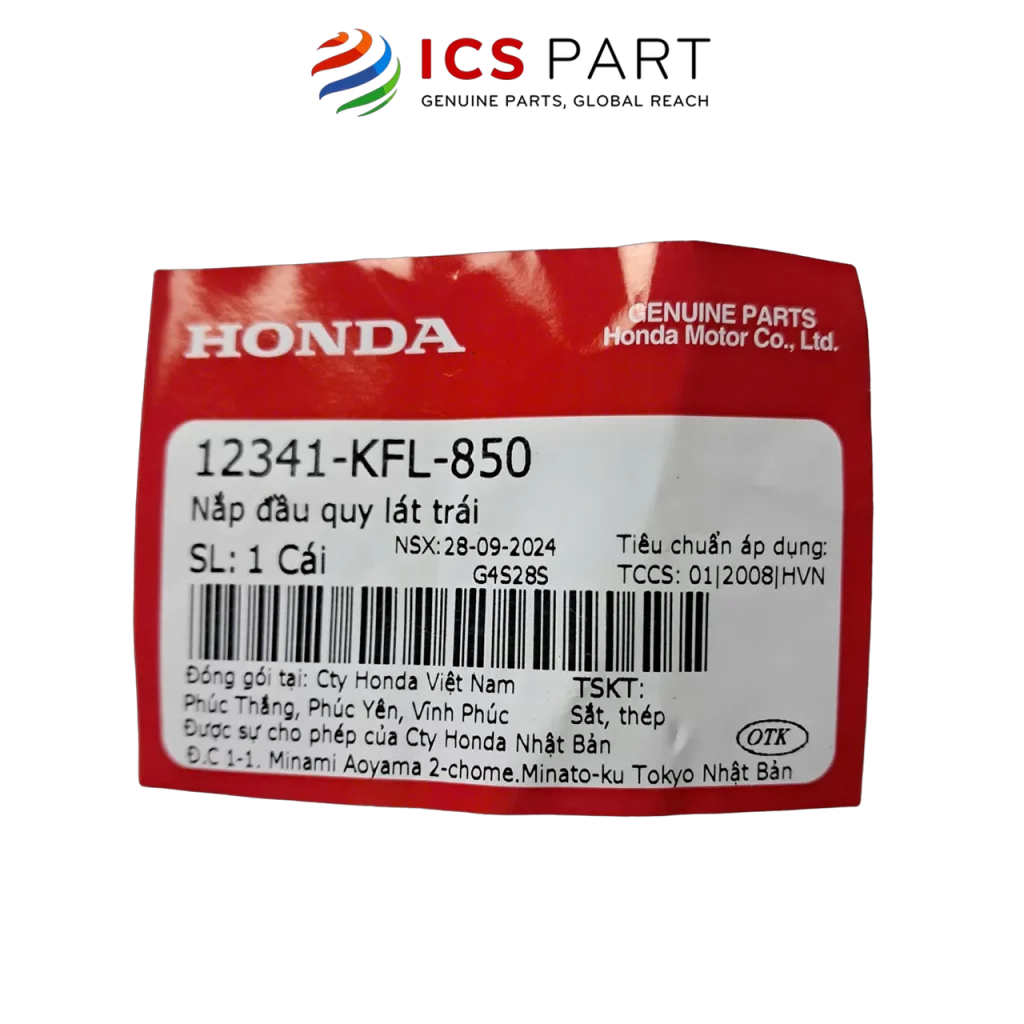 ICS PART
GENUINE PARTS, GLOBAL REACH
HONDA
GENUINE PARTS
Honda Motor Co., Ltd.
12341-KFL-850
Nắp đầu quy lát trái
SL: 1 Cái
NSX: 28-09-2024
G4S28S
Tiêu chuẩn áp dụng:
TCCS: 01|2008|HVN
Đóng gói tại: Cty Honda Việt Nam
Phúc Thắng, Phúc Yên, Vĩnh Phúc
TSKT:
Sắt, thép
Được sự cho phép của Cty Honda Nhật Bản
Đ.C 1-1, Minami Aoyama 2-chome.Minato-ku Tokyo Nhật Bản
OTK